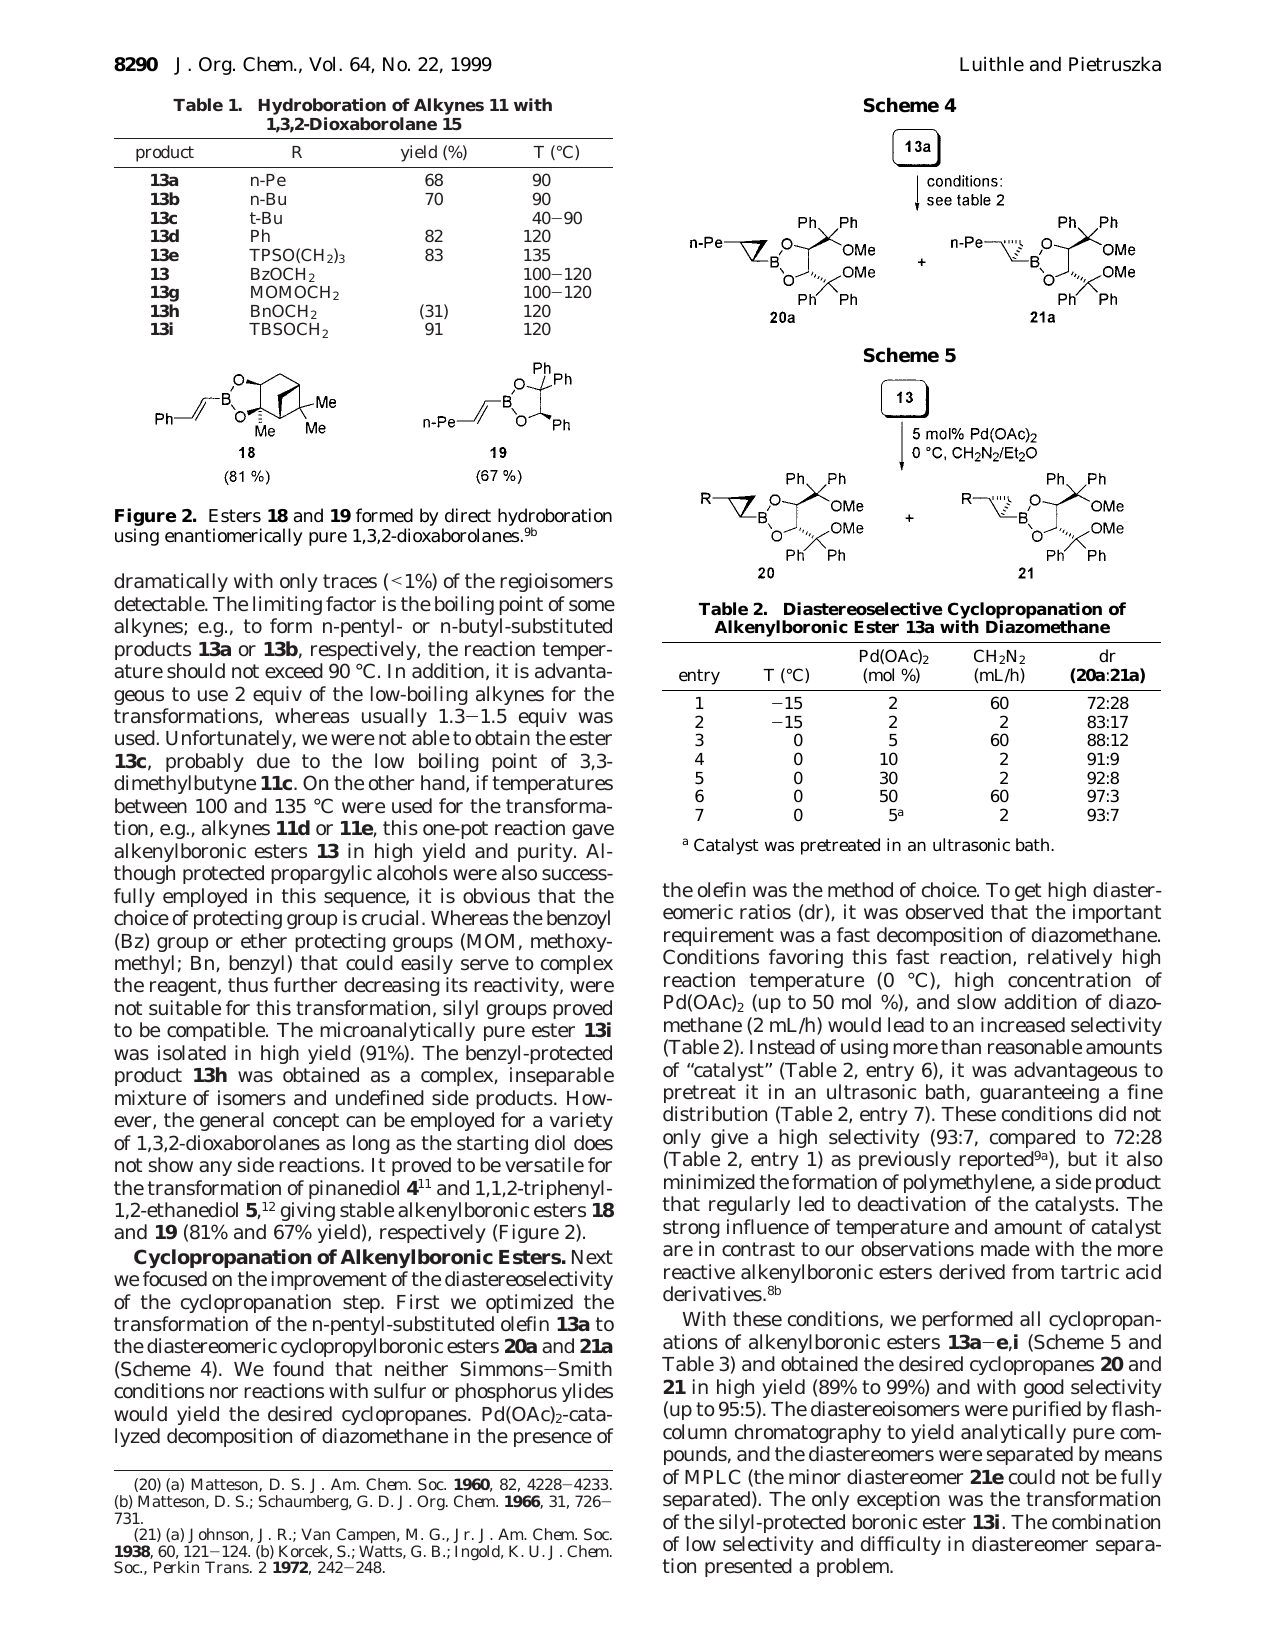 8290 J. Org. Chem., Vol. 64, No. 22, 1999
Luithle and Pietruszka
Table 1. Hydroboration of Alkynes 11 with
1,3,2-Dioxaborolane 15
product R yield (%) T (°C)
13a n-Pe 68 90
13b n-Bu 70 90
13c t-Bu 40−90
13d Ph 82 120
13e TPSO(CH2)3 83 135
13 BzOCH2 100−120
13g MOMOCH2 100−120
13h BnOCH2 (31) 120
13i TBSOCH2 91 120
Ph O B O Me Me Me
18
(81 %)
n-Pe B O O Ph Ph Ph
19
(67 %)
Figure 2. Esters 18 and 19 formed by direct hydroboration
using enantiomerically pure 1,3,2-dioxaborolanes.9b
dramatically with only traces (<1%) of the regioisomers
detectable. The limiting factor is the boiling point of some
alkynes; e.g., to form n-pentyl- or n-butyl-substituted
products 13a or 13b, respectively, the reaction temper-
ature should not exceed 90 °C. In addition, it is advanta-
geous to use 2 equiv of the low-boiling alkynes for the
transformations, whereas usually 1.3−1.5 equiv was
used. Unfortunately, we were not able to obtain the ester
13c, probably due to the low boiling point of 3,3-
dimethylbutyne 11c. On the other hand, if temperatures
between 100 and 135 °C were used for the transforma-
tion, e.g., alkynes 11d or 11e, this one-pot reaction gave
alkenylboronic esters 13 in high yield and purity. Al-
though protected propargylic alcohols were also success-
fully employed in this sequence, it is obvious that the
choice of protecting group is crucial. Whereas the benzoyl
(Bz) group or ether protecting groups (MOM, methoxy-
methyl; Bn, benzyl) that could easily serve to complex
the reagent, thus further decreasing its reactivity, were
not suitable for this transformation, silyl groups proved
to be compatible. The microanalytically pure ester 13i
was isolated in high yield (91%). The benzyl-protected
product 13h was obtained as a complex, inseparable
mixture of isomers and undefined side products. How-
ever, the general concept can be employed for a variety
of 1,3,2-dioxaborolanes as long as the starting diol does
not show any side reactions. It proved to be versatile for
the transformation of pinanediol 411 and 1,1,2-triphenyl-
1,2-ethanediol 5,12 giving stable alkenylboronic esters 18
and 19 (81% and 67% yield), respectively (Figure 2).
Cyclopropanation of Alkenylboronic Esters. Next
we focused on the improvement of the diastereoselectivity
of the cyclopropanation step. First we optimized the
transformation of the n-pentyl-substituted olefin 13a to
the diastereomeric cyclopropylboronic esters 20a and 21a
(Scheme 4). We found that neither Simmons−Smith
conditions nor reactions with sulfur or phosphorus ylides
would yield the desired cyclopropanes. Pd(OAc)2-cata-
lyzed decomposition of diazomethane in the presence of
(20) (a) Matteson, D. S. J. Am. Chem. Soc. 1960, 82, 4228−4233.
(b) Matteson, D. S.; Schaumberg, G. D. J. Org. Chem. 1966, 31, 726−
731.
(21) (a) Johnson, J. R.; Van Campen, M. G., Jr. J. Am. Chem. Soc.
1938, 60, 121−124. (b) Korcek, S.; Watts, G. B.; Ingold, K. U. J. Chem.
Soc., Perkin Trans. 2 1972, 242−248.
Scheme 4
13a
conditions:
see table 2
n-Pe B O O Ph Ph OMe OMe Ph Ph
20a
+
n-Pe B O O Ph Ph OMe OMe Ph Ph
21a
Scheme 5
13
5 mol% Pd(OAc)2
0 °C, CH2N2/Et2O
R B O O Ph Ph OMe OMe Ph Ph
20
+
R B O O Ph Ph OMe OMe Ph Ph
21
Table 2. Diastereoselective Cyclopropanation of
Alkenylboronic Ester 13a with Diazomethane
entry T (°C) Pd(OAc)2 (mol %) CH2N2 (mL/h) dr (20a:21a)
1 −15 2 60 72:28
2 −15 2 2 83:17
3 0 5 60 88:12
4 0 10 2 91:9
5 0 30 2 92:8
6 0 50 60 97:3
7 0 5a 2 93:7
a Catalyst was pretreated in an ultrasonic bath.
the olefin was the method of choice. To get high diaster-
eomeric ratios (dr), it was observed that the important
requirement was a fast decomposition of diazomethane.
Conditions favoring this fast reaction, relatively high
reaction temperature (0 °C), high concentration of
Pd(OAc)2 (up to 50 mol %), and slow addition of diazo-
methane (2 mL/h) would lead to an increased selectivity
(Table 2). Instead of using more than reasonable amounts
of “catalyst” (Table 2, entry 6), it was advantageous to
pretreat it in an ultrasonic bath, guaranteeing a fine
distribution (Table 2, entry 7). These conditions did not
only give a high selectivity (93:7, compared to 72:28
(Table 2, entry 1) as previously reported9a), but it also
minimized the formation of polymethylene, a side product
that regularly led to deactivation of the catalysts. The
strong influence of temperature and amount of catalyst
are in contrast to our observations made with the more
reactive alkenylboronic esters derived from tartric acid
derivatives.8b
With these conditions, we performed all cyclopropan-
ations of alkenylboronic esters 13a−e,i (Scheme 5 and
Table 3) and obtained the desired cyclopropanes 20 and
21 in high yield (89% to 99%) and with good selectivity
(up to 95:5). The diastereoisomers were purified by flash-
column chromatography to yield analytically pure com-
pounds, and the diastereomers were separated by means
of MPLC (the minor diastereomer 21e could not be fully
separated). The only exception was the transformation
of the silyl-protected boronic ester 13i. The combination
of low selectivity and difficulty in diastereomer separa-
tion presented a problem.